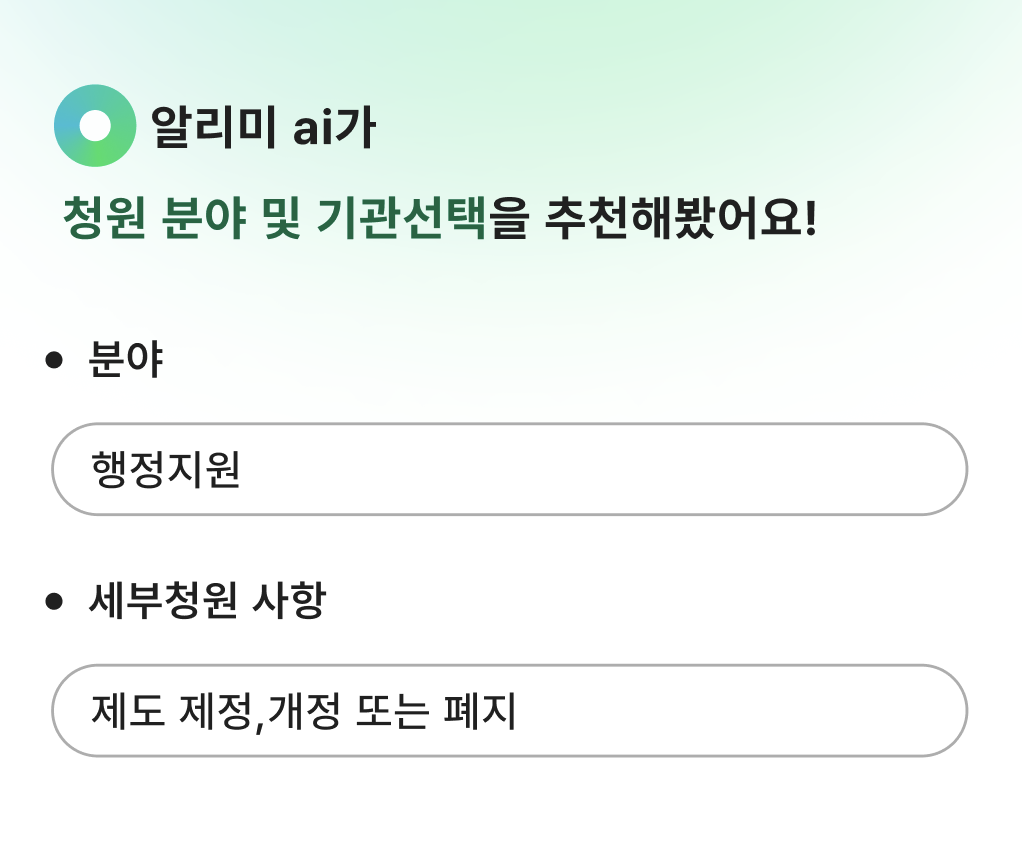 알리미 ai가
청원 분야 및 기관선택을 추천해봤어요!
• 분야
행정지원
• 세부청원 사항
제도 제정,개정 또는 폐지